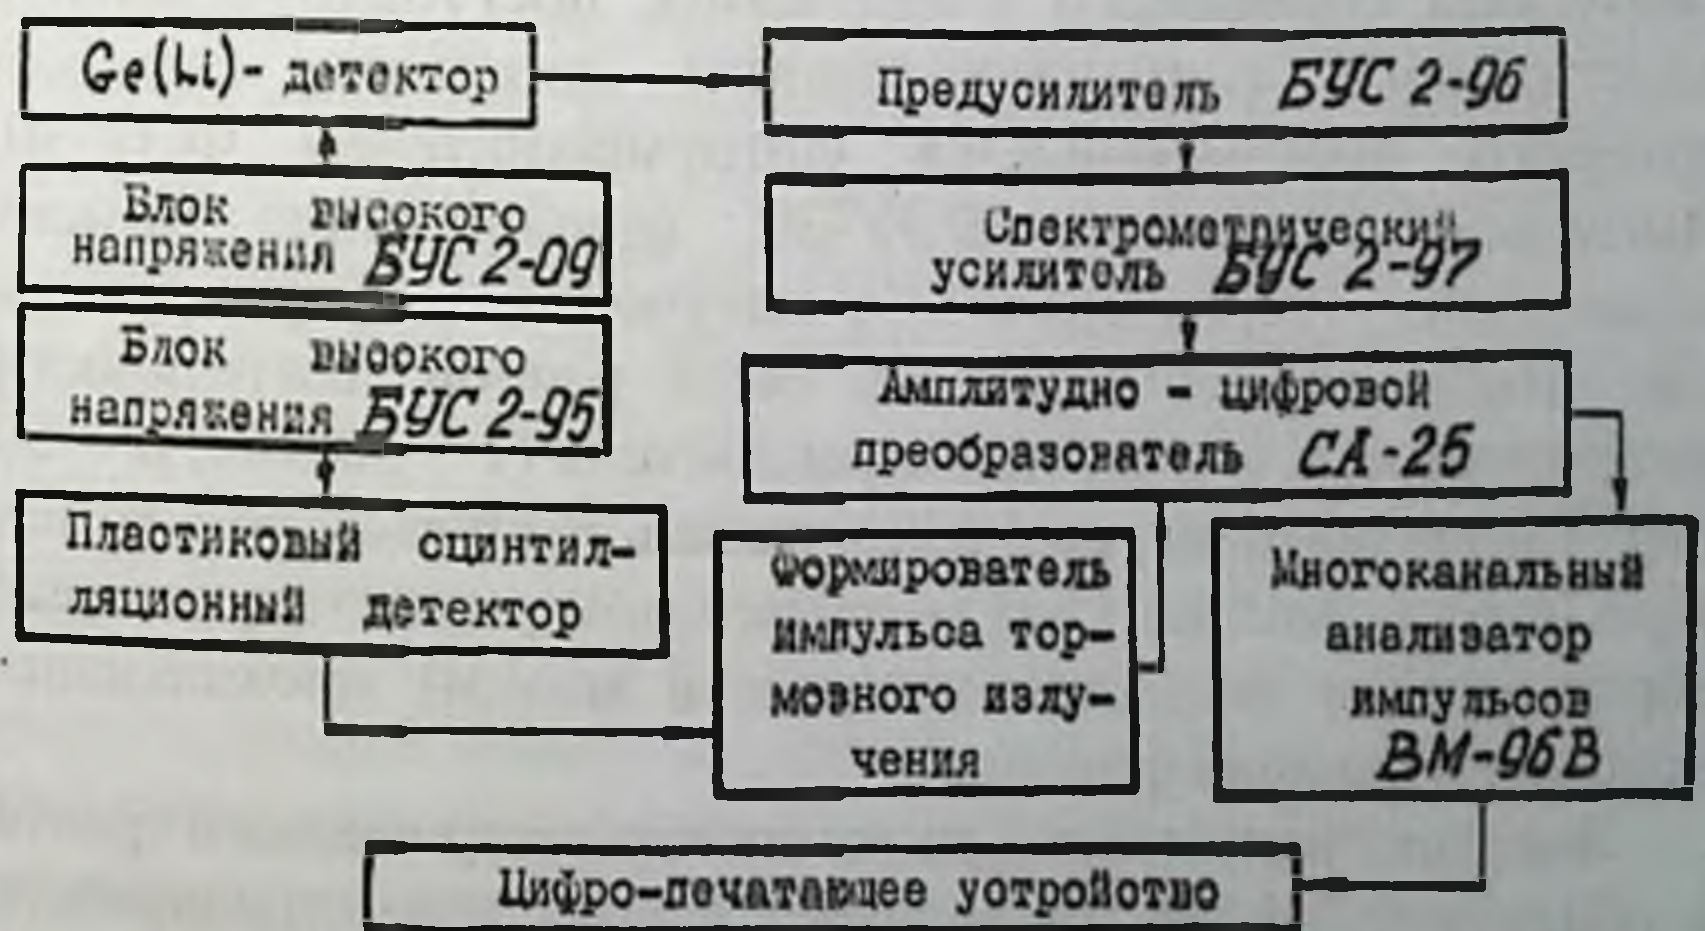 Ge(Li)- детектор
Предусилитель БУС 2-96
Блок высокого
напряжения БУС 2-09
Спектрометрический
усилитель БУС 2-97
Блок высокого
напряжения БУС 2-95
Амплитудно - цифровой
преобразователь СА-25
Пластиковый сцинтил-
ляционный детектор
Формирователь
импульса тор-
мозного излу-
чения
Многоканальный
анализатор
импульсов
ВМ-96В
Цифро-печатающее устройство